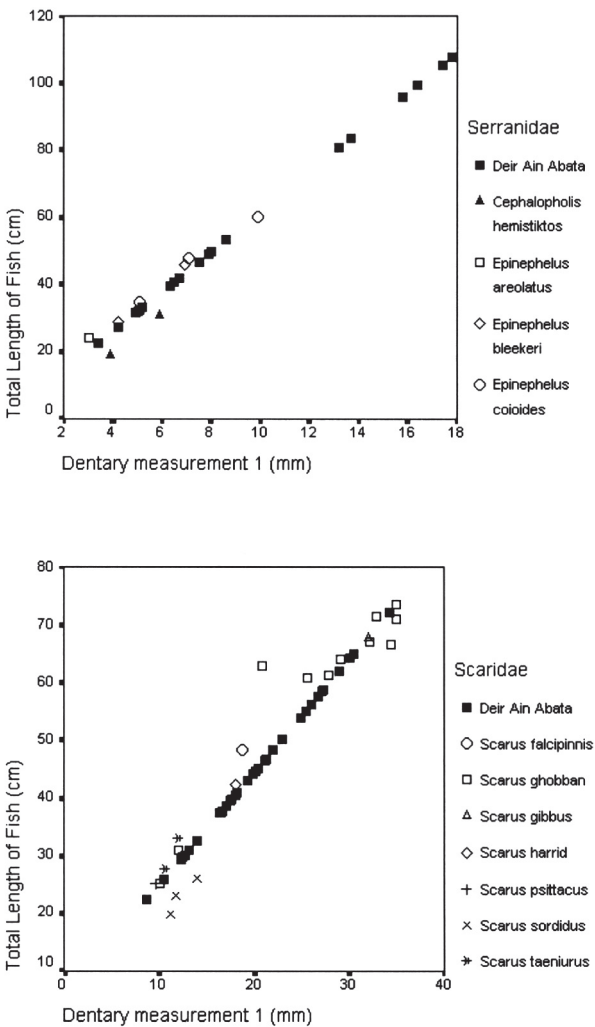 120
100
80
60
40
20
0
Total Length of Fish (cm)
2 4 6 8 10 12 14 16 18
Dentary measurement 1 (mm)
Serranidae
Deir Ain Abata
Cephalopholis
hemistiktos
Epinephelus
areolatus
Epinephelus
bleekeri
Epinephelus
coioides
80
70
60
50
40
30
20
10
Total Length of Fish (cm)
0 10 20 30 40
Dentary measurement 1 (mm)
Scaridae
Deir Ain Abata
Scarus falcipinnis
Scarus ghobban
Scarus gibbus
Scarus harrid
Scarus psittacus
Scarus sordidus
Scarus taeniurus